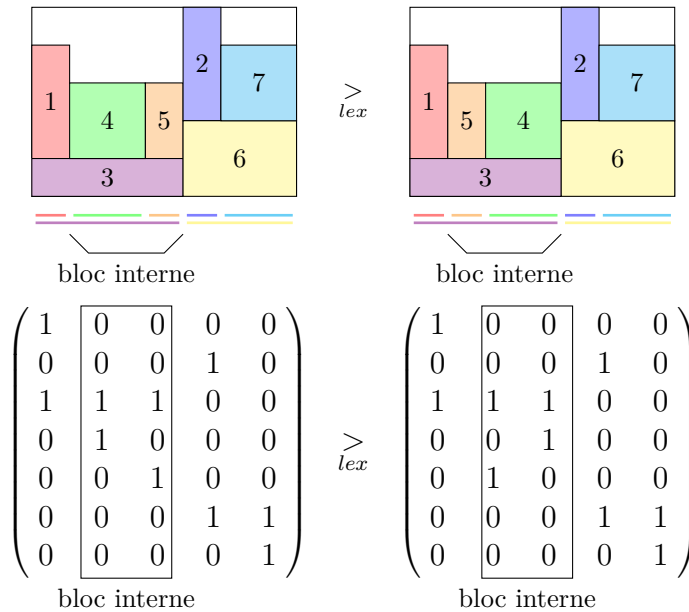 1 4 5 3 2 7 6 > 1 5 4 3 2 7 6
lex
bloc interne bloc interne
1 0 0 0 0 1 0 0 0 0
0 0 0 1 0 0 0 0 1 0
1 1 1 0 0 1 1 1 0 0
0 1 0 0 0 > 0 0 1 0 0
lex
0 0 1 0 0 0 1 0 0 0
0 0 0 1 1 0 0 0 1 1
0 0 0 0 1 0 0 0 0 1
bloc interne bloc interne